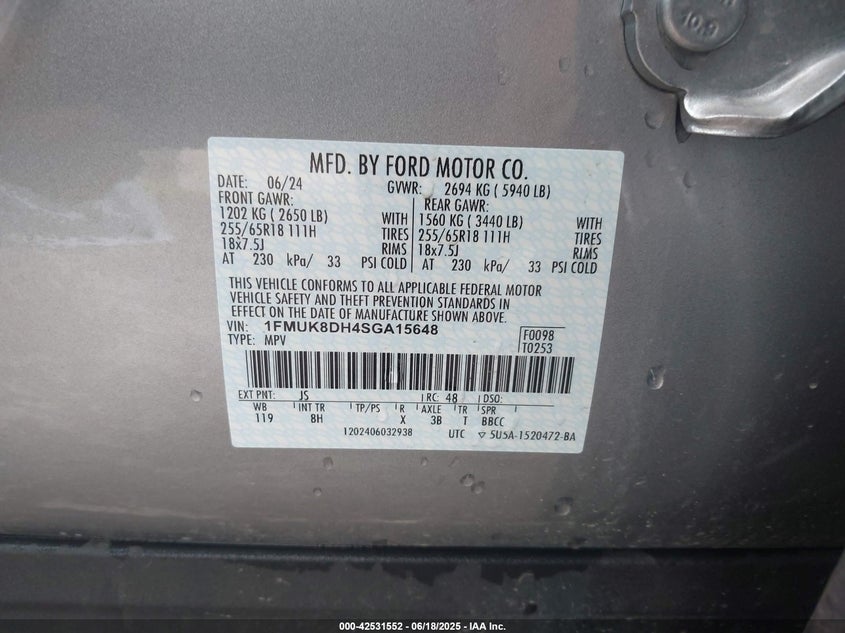 10.9
MFD. BY FORD MOTOR CO.
DATE: 06/24 GVWR: 2694 KG ( 5940 LB)
FRONT GAWR: REAR GAWR:
1202 KG ( 2650 LB) WITH 1560 KG ( 3440 LB) WITH
255/65R18 111H TIRES 255/65R18 111H TIRES
18x7.5J RIMS 18x7.5J RIMS
AT 230 kPa/ 33 PSI COLD AT 230 kPa/ 33 PSI COLD
THIS VEHICLE CONFORMS TO ALL APPLICABLE FEDERAL MOTOR
VEHICLE SAFETY AND THEFT PREVENTION STANDARDS IN
EFFECT ON THE DATE OF MANUFACTURE SHOWN ABOVE.
VIN: 1FMUK8DH4SGA15648 F0098
TYPE: MPV T0253
EXT PNT: JS RC: 48 DSO:
WB INT TR TP/PS R AXLE TR SPR
119 8H X 3B T BBCC
1202406032938 UTC ▽ 5U5A-1520472-BA
000-42531552 | 06/18/2025 - IAA Inc.